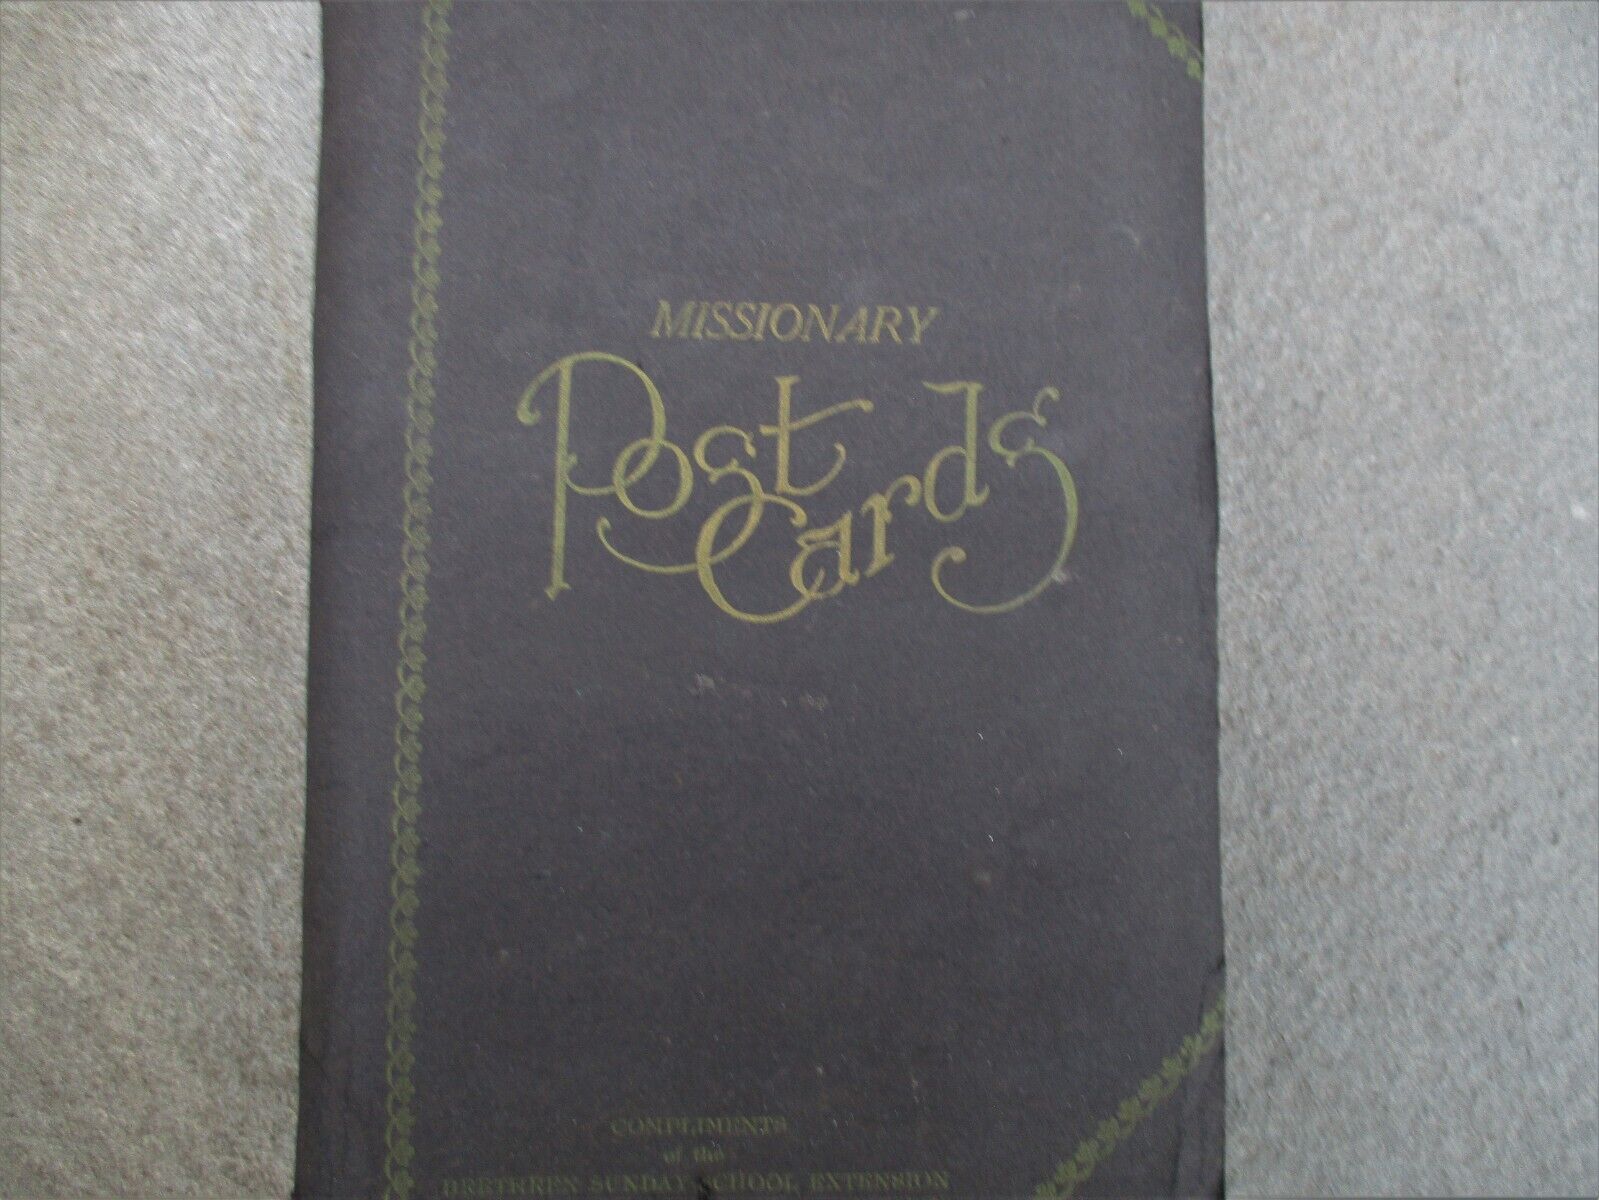 MISSIONARY
Post
Cards
COMPLIMENTS
of the
BRETHREN SUNDAY SCHOOL EXTENSION